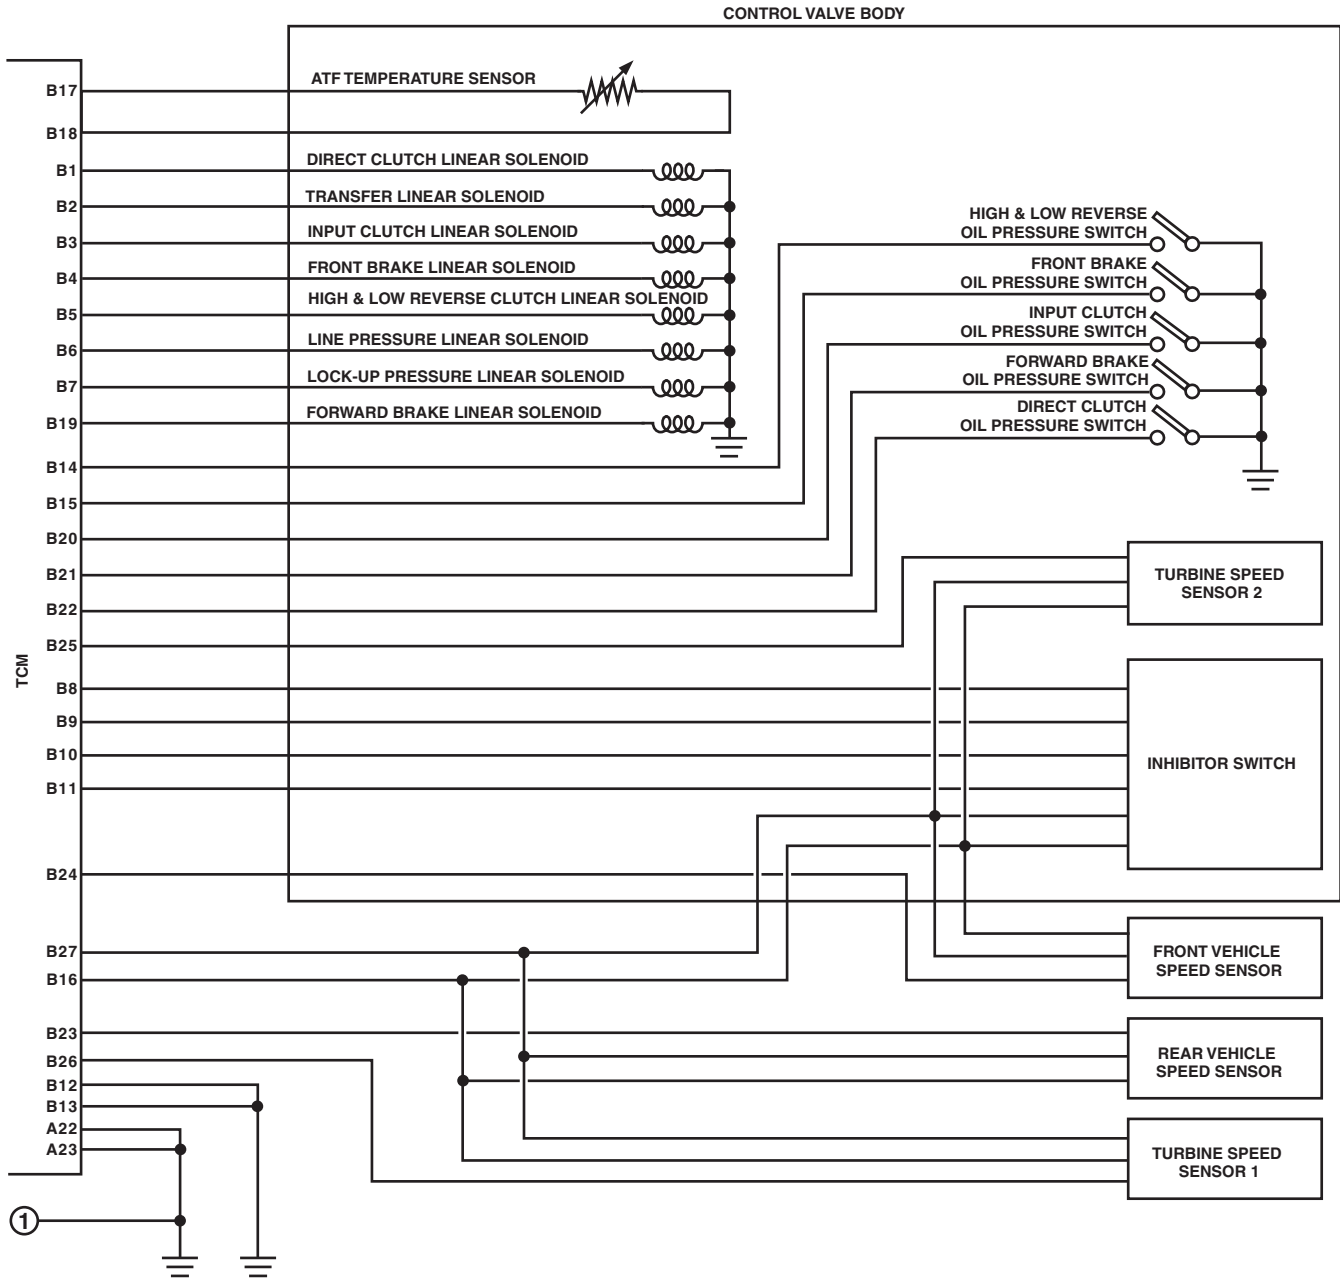 CONTROL VALVE BODY
B17
ATF TEMPERATURE SENSOR
B18
B1
DIRECT CLUTCH LINEAR SOLENOID
B2
TRANSFER LINEAR SOLENOID
B3
INPUT CLUTCH LINEAR SOLENOID
B4
FRONT BRAKE LINEAR SOLENOID
B5
HIGH & LOW REVERSE CLUTCH LINEAR SOLENOID
B6
LINE PRESSURE LINEAR SOLENOID
B7
LOCK-UP PRESSURE LINEAR SOLENOID
B19
FORWARD BRAKE LINEAR SOLENOID
B14
B15
B20
B21
B22
B25
TCM
B8
B9
B10
B11
B24
B27
B16
B23
B26
B12
B13
A22
A23
1
HIGH & LOW REVERSE
OIL PRESSURE SWITCH
FRONT BRAKE
OIL PRESSURE SWITCH
INPUT CLUTCH
OIL PRESSURE SWITCH
FORWARD BRAKE
OIL PRESSURE SWITCH
DIRECT CLUTCH
OIL PRESSURE SWITCH
TURBINE SPEED
SENSOR 2
INHIBITOR SWITCH
FRONT VEHICLE
SPEED SENSOR
REAR VEHICLE
SPEED SENSOR
TURBINE SPEED
SENSOR 1